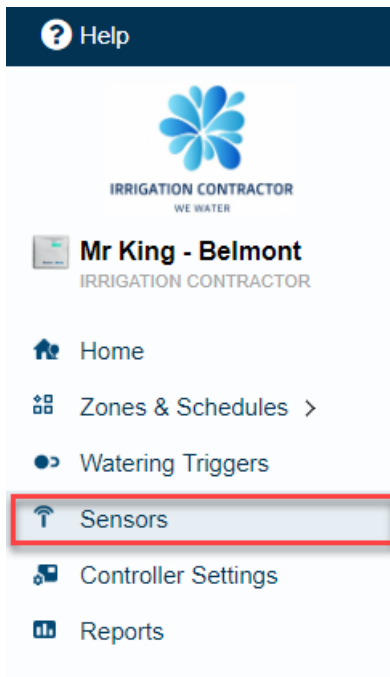 ? Help
IRRIGATION CONTRACTOR
WE WATER
Mr King - Belmont
IRRIGATION CONTRACTOR
Home
Zones & Schedules >
Watering Triggers
Sensors
Controller Settings
Reports